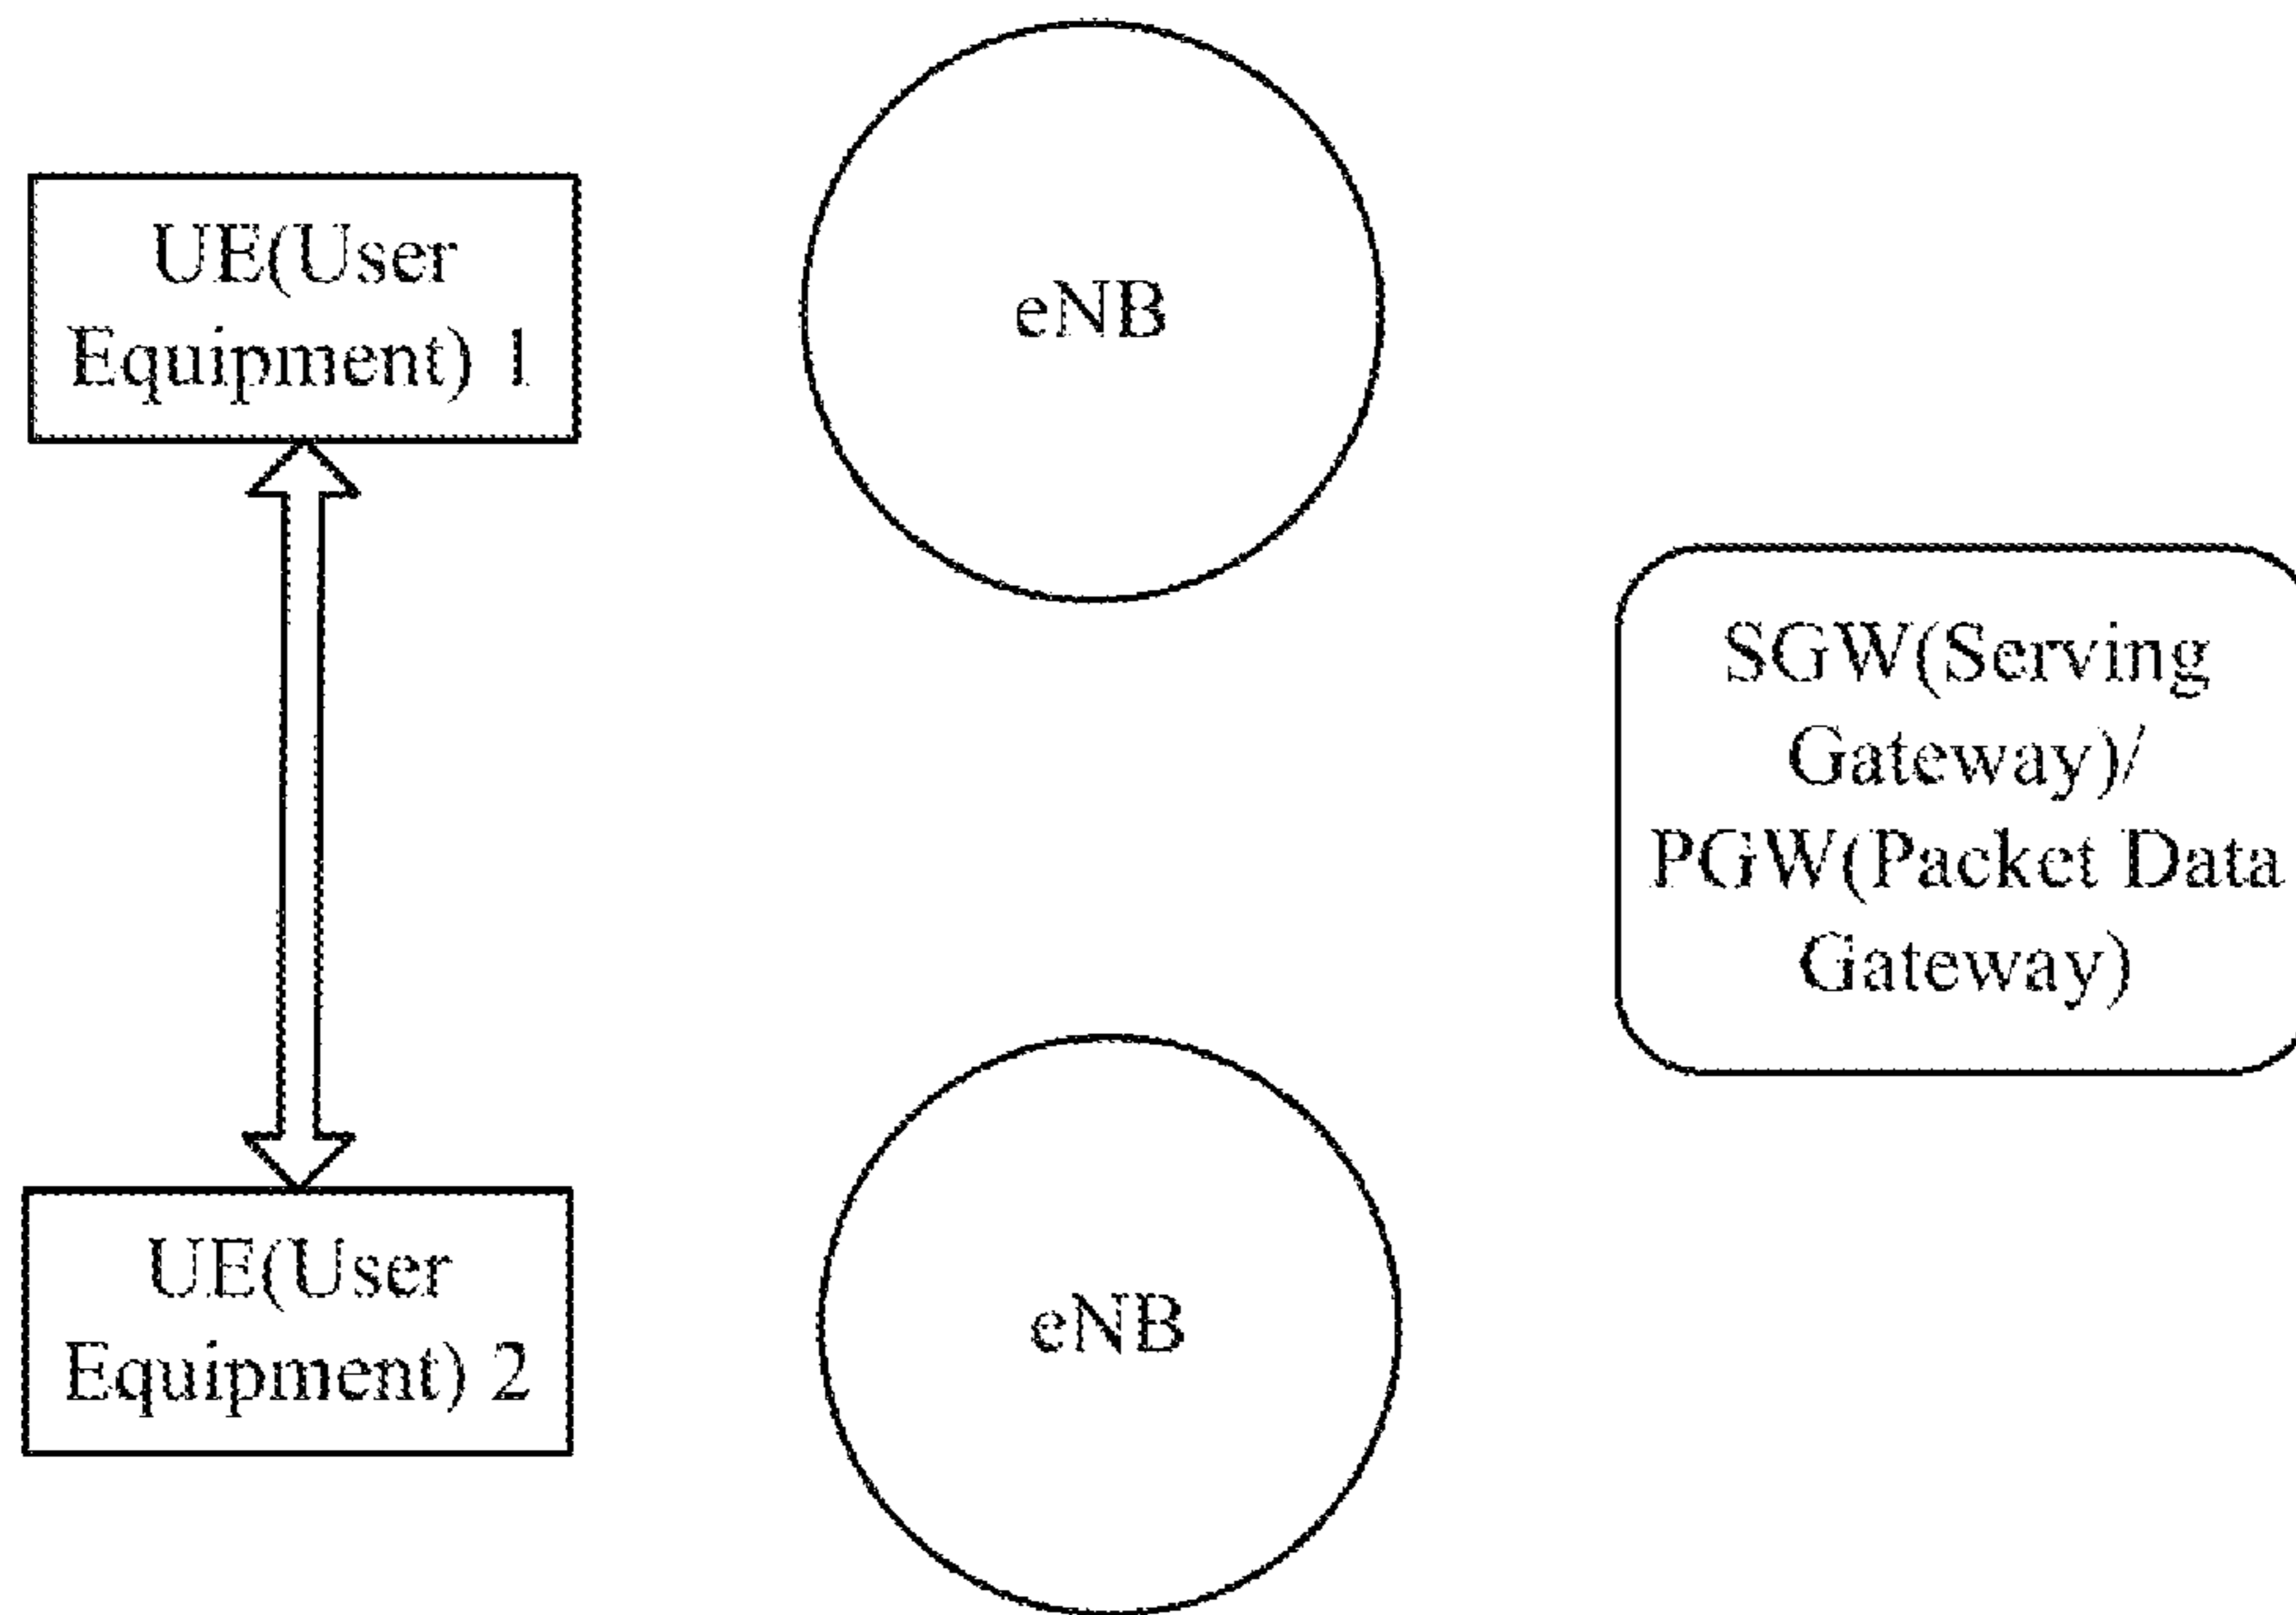 UE(User
Equipment) 1
eNB
SGW(Serving
Gateway)/
PGW(Packet Data
Gateway)
UE(User
Equipment) 2
eNB